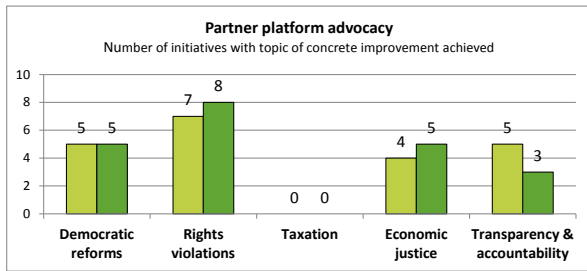 Partner platform advocacy
Number of initiatives with topic of concrete improvement achieved
10
8
6
4
2
0
5 5 7 8 0 0 4 5 5 3
Democratic reforms
Rights violations
Taxation
Economic justice
Transparency & accountability